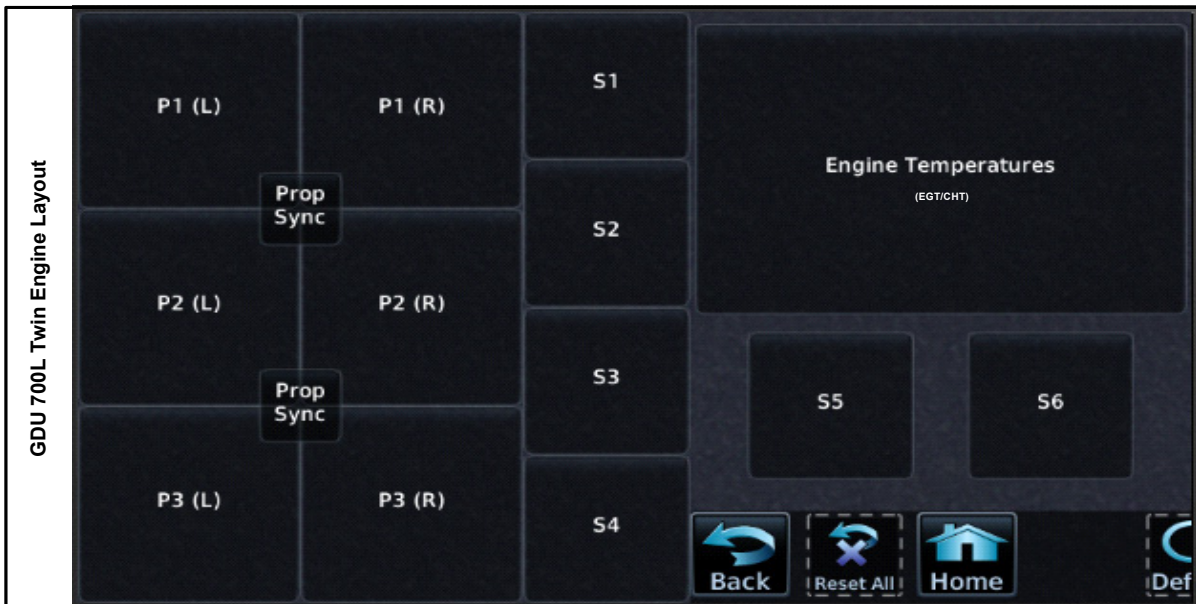 GDU 700L Twin Engine Layout
P1 (L)
P1 (R)
Prop
Sync
P2 (L)
P2 (R)
Prop
Sync
P3 (L)
P3 (R)
S1
S2
S3
S4
Engine Temperatures
(EGT/CHT)
S5
S6
Back
Reset All
Home
Def